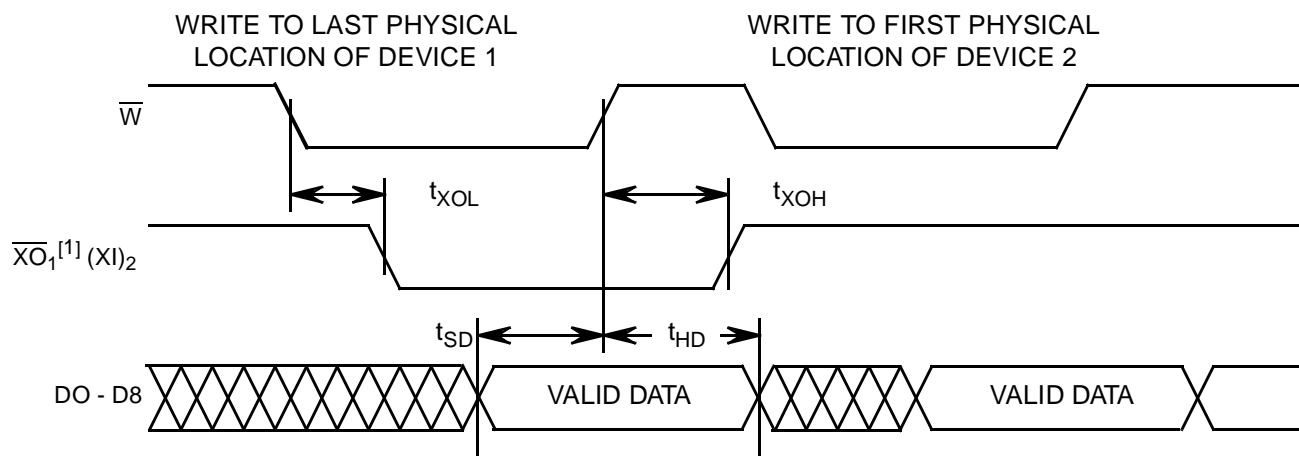 WRITE TO LAST PHYSICAL
LOCATION OF DEVICE 1
WRITE TO FIRST PHYSICAL
LOCATION OF DEVICE 2
W̅
tXOL
tXOH
X̅O̅1[1] (XI)2
tSD
tHD
DO - D8
VALID DATA
VALID DATA